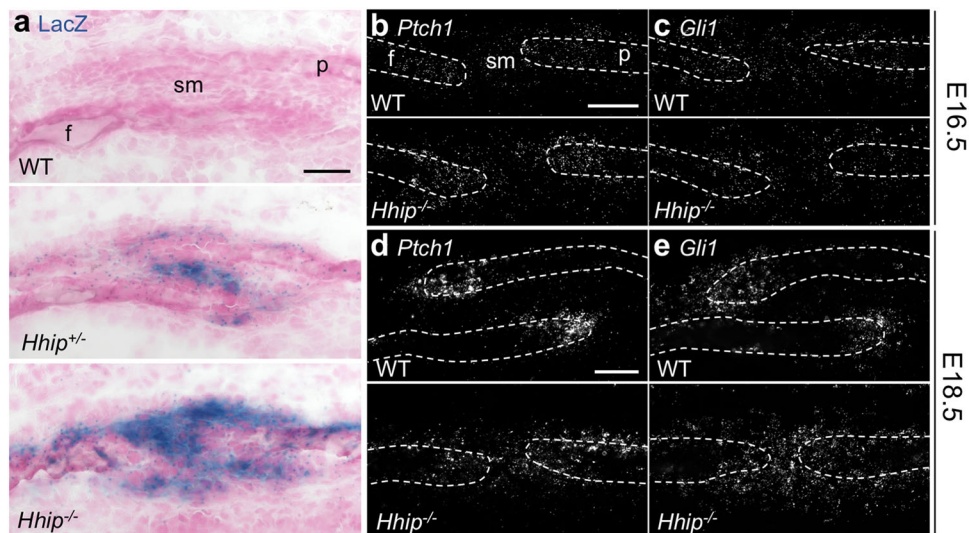 a LacZ
p
sm
f
WT
Hhip+/-
Hhip-/-
b Ptch1
f
sm
p
WT
Hhip-/-
c Gli1
WT
Hhip-/-
E16.5
d Ptch1
WT
Hhip-/-
e Gli1
WT
Hhip-/-
E18.5